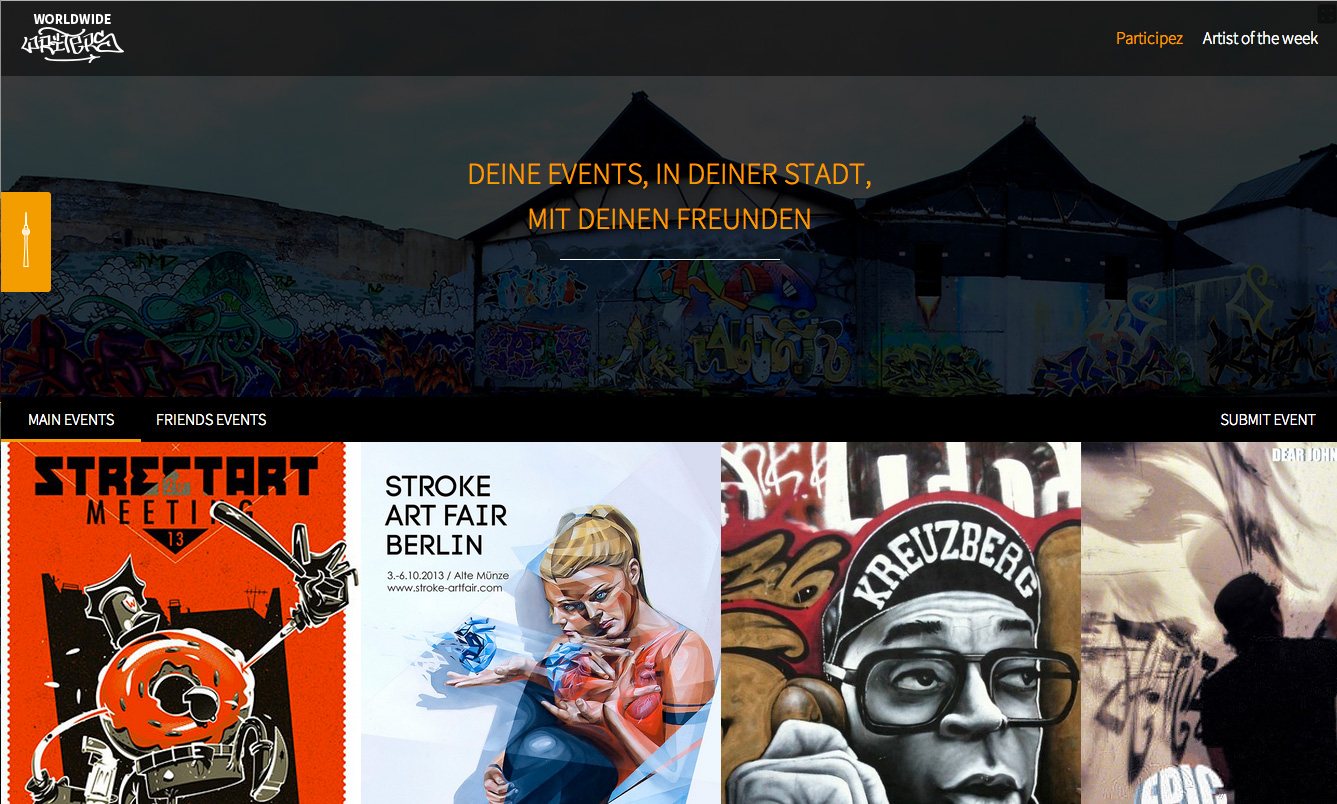 WORLDWIDE
WRITERS
Participez
Artist of the week
DEINE EVENTS, IN DEINER STADT,
MIT DEINEN FREUNDEN
MAIN EVENTS
FRIENDS EVENTS
SUBMIT EVENT
STREETART
MEETING
13
W
STROKE
ART FAIR
BERLIN
3.-6.10.2013 / Alte Münze
www.stroke-artfair.com
KREUZBERG
DEAR JOHN
ERIC